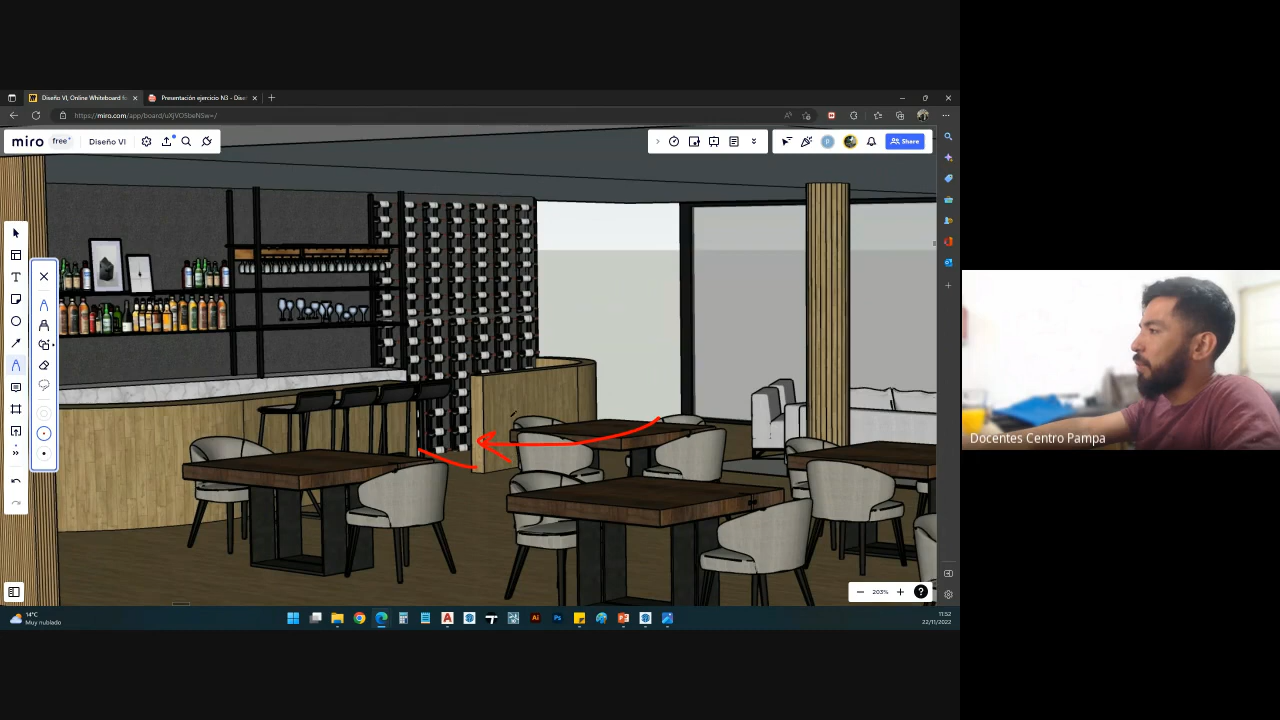 Diseño VI, Online Whiteboard fo
Presentación ejercicio N3 - Dise
https://miro.com/app/board/uXjVO5beNSw=/
miro free
Diseño VI
Share
Docentes Centro Pampa
203%
14°C
Muy nublado
11:52
22/11/2022